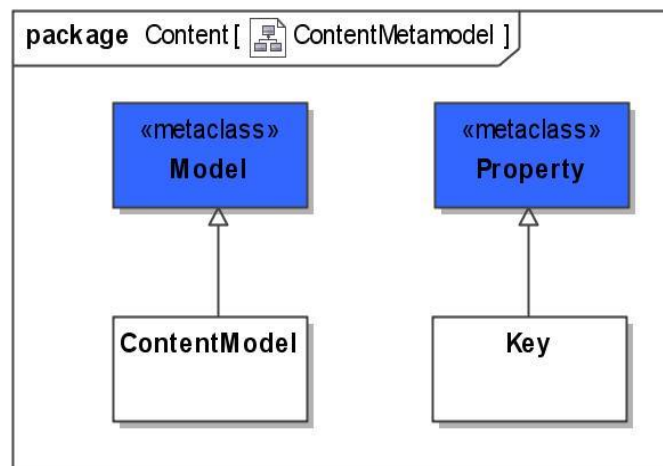 package Content [ ContentMetamodel ]
«metaclass» «metaclass»
Model Property
ContentModel Key